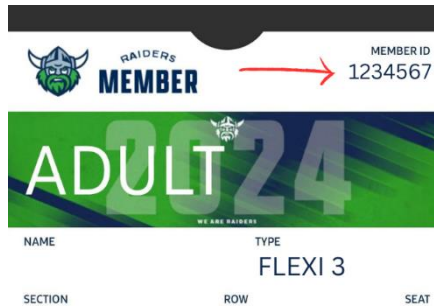 RAIDERS
MEMBER
MEMBER ID
1234567
2024
ADULT
WE ARE RAIDERS
NAME
TYPE
FLEXI 3
SECTION
ROW
SEAT